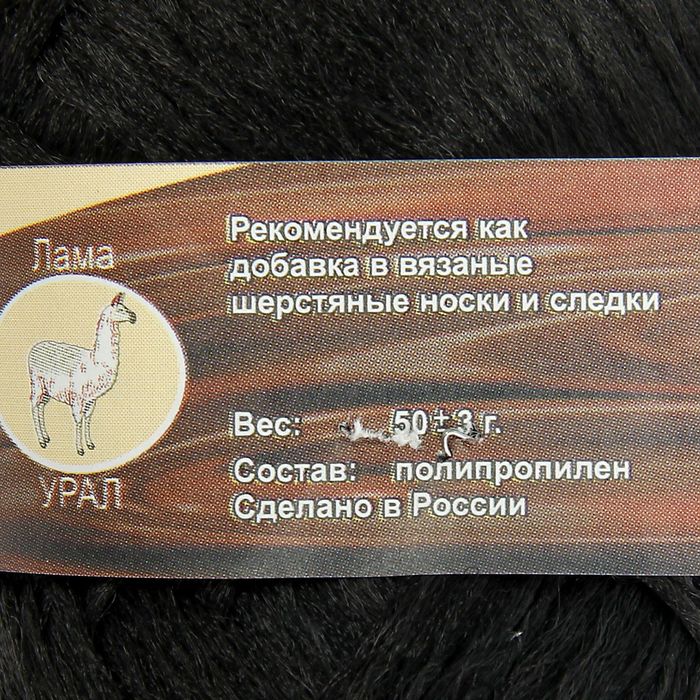 Лама
УРАЛ
Рекомендуется как
добавка в вязаные
шерстяные носки и следки
Вес: 50 ± 3 г.
Состав: полипропилен
Сделано в России